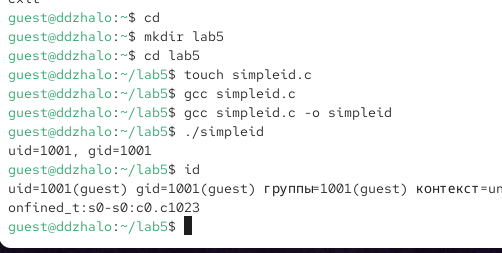 exit
guest@ddzhalo:~$ cd
guest@ddzhalo:~$ mkdir lab5
guest@ddzhalo:~$ cd lab5
guest@ddzhalo:~/lab5$ touch simpleid.c
guest@ddzhalo:~/lab5$ gcc simpleid.c
guest@ddzhalo:~/lab5$ gcc simpleid.c -o simpleid
guest@ddzhalo:~/lab5$ ./simpleid
uid=1001, gid=1001
guest@ddzhalo:~/lab5$ id
uid=1001(guest) gid=1001(guest) группы=1001(guest) контекст=un
onfined_t:s0-s0:c0.c1023
guest@ddzhalo:~/lab5$